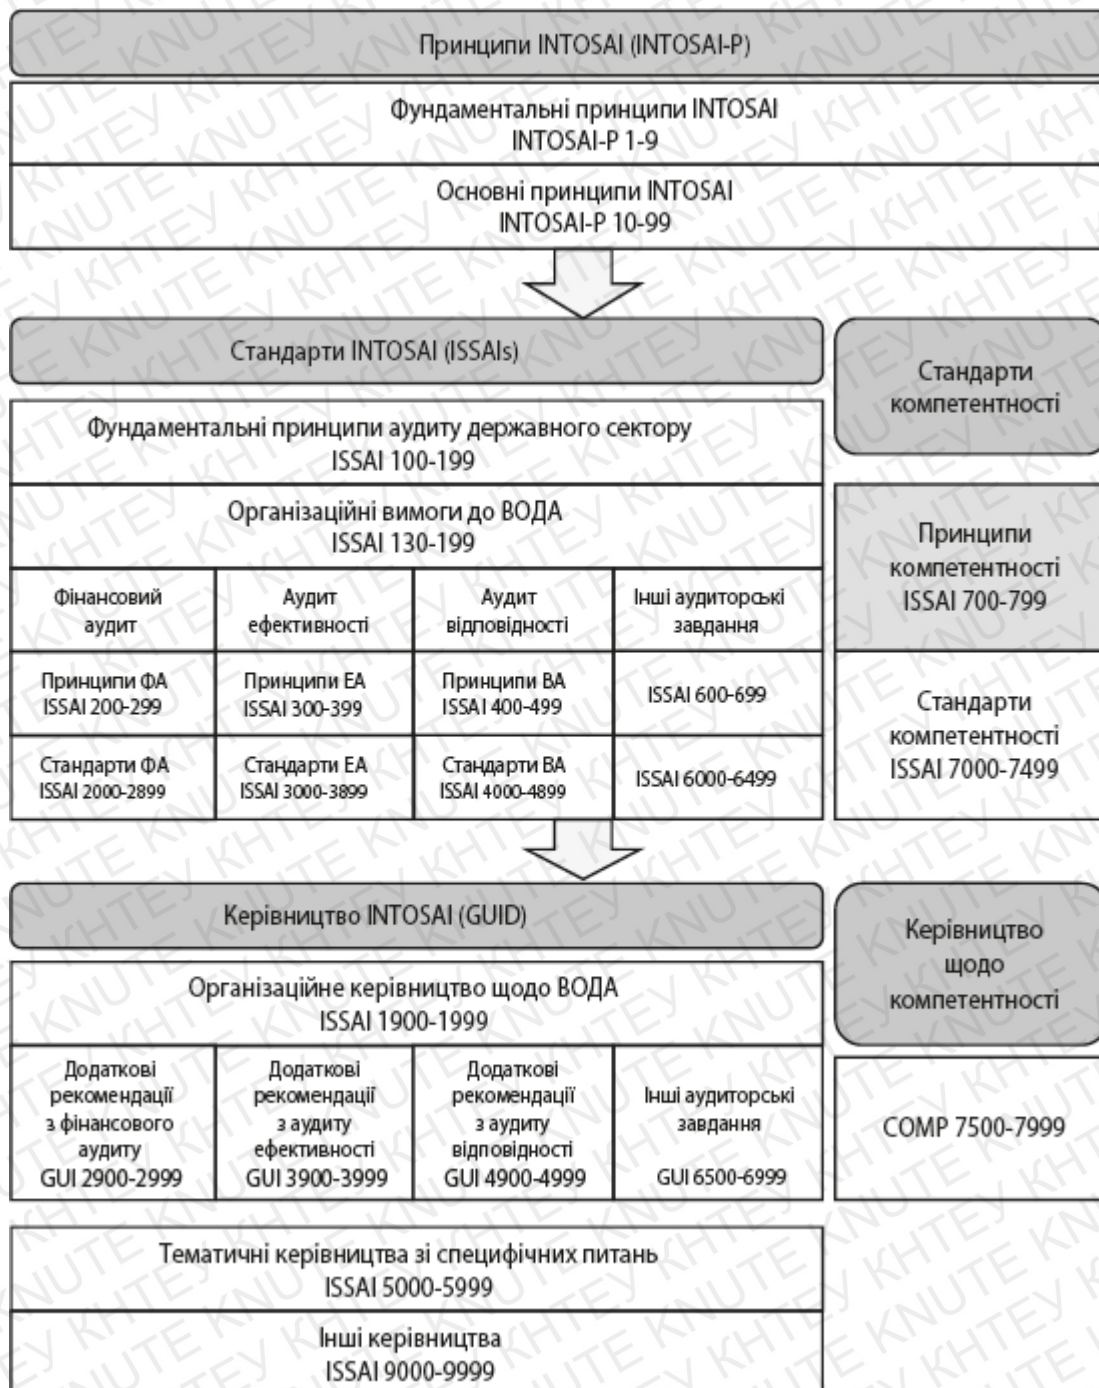 Принципи INTOSAI (INTOSAI-P)
Фундаментальні принципи INTOSAI
INTOSAI-P 1-9
Основні принципи INTOSAI
INTOSAI-P 10-99
Стандарти INTOSAI (ISSAIs)
Стандарти
компетентності
Фундаментальні принципи аудиту державного сектору
ISSAI 100-199
Організаційні вимоги до ВОДА
ISSAI 130-199
Принципи
компетентності
ISSAI 700-799
Фінансовий
аудит
Аудит
ефективності
Аудит
відповідності
Інші аудиторські
завдання
Принципи ФА
ISSAI 200-299
Принципи ЕА
ISSAI 300-399
Принципи ВА
ISSAI 400-499
ISSAI 600-699
Стандарти
компетентності
ISSAI 7000-7499
Стандарти ФА
ISSAI 2000-2899
Стандарти ЕА
ISSAI 3000-3899
Стандарти ВА
ISSAI 4000-4899
ISSAI 6000-6499
Керівництво INTOSAI (GUID)
Керівництво
щодо
компетентності
Організаційне керівництво щодо ВОДА
ISSAI 1900-1999
Додаткові
рекомендації
з фінансового
аудиту
GUI 2900-2999
Додаткові
рекомендації
з аудиту
ефективності
GUI 3900-3999
Додаткові
рекомендації
з аудиту
відповідності
GUI 4900-4999
Інші аудиторські
завдання
GUI 6500-6999
COMP 7500-7999
Тематичні керівництва зі специфічних питань
ISSAI 5000-5999
Інші керівництва
ISSAI 9000-9999